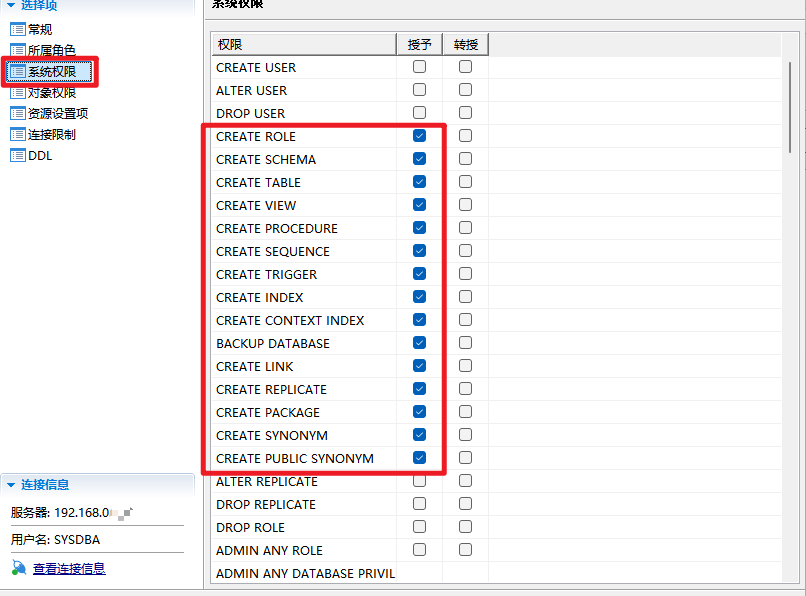 选择项
常规
所属角色
系统权限
对象权限
资源设置项
连接限制
DDL
连接信息
服务器: 192.168.0
用户名: SYSDBA
查看连接信息
系统权限
权限 授予 转授
CREATE USER
ALTER USER
DROP USER
CREATE ROLE
CREATE SCHEMA
CREATE TABLE
CREATE VIEW
CREATE PROCEDURE
CREATE SEQUENCE
CREATE TRIGGER
CREATE INDEX
CREATE CONTEXT INDEX
BACKUP DATABASE
CREATE LINK
CREATE REPLICATE
CREATE PACKAGE
CREATE SYNONYM
CREATE PUBLIC SYNONYM
ALTER REPLICATE
DROP REPLICATE
DROP ROLE
ADMIN ANY ROLE
ADMIN ANY DATABASE PRIVIL